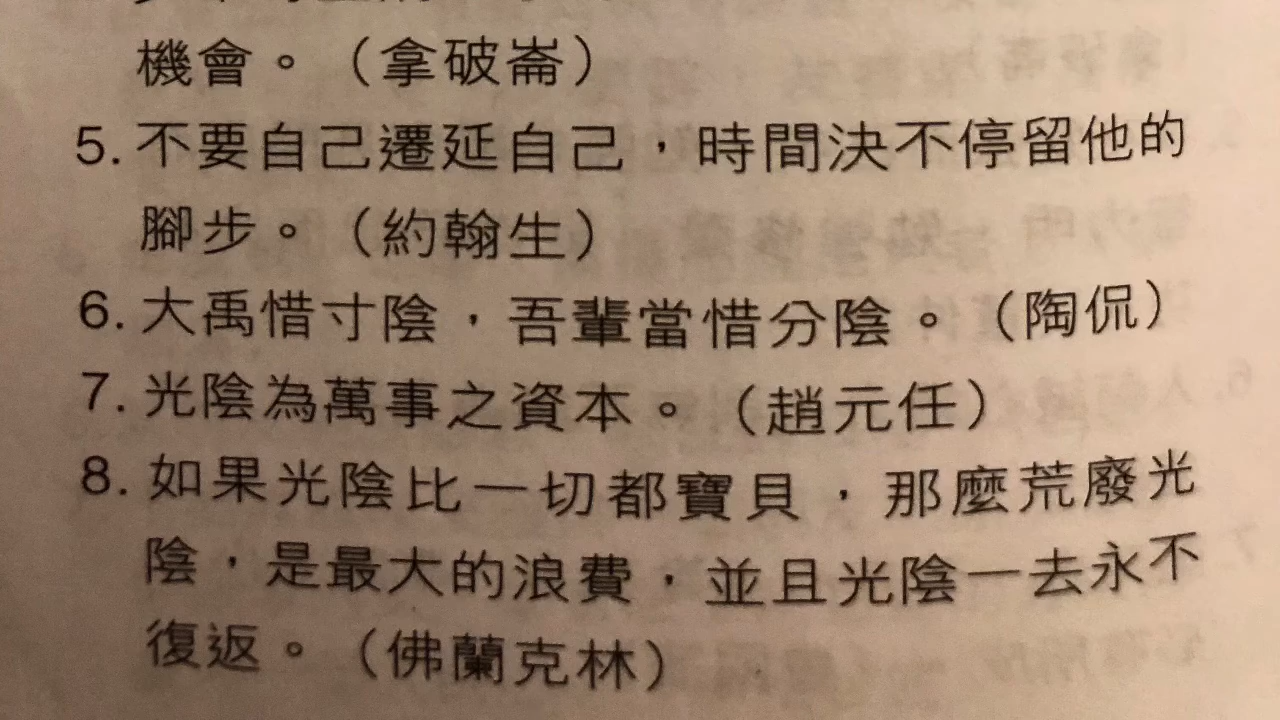 機會。（拿破崙）
5. 不要自己遷延自己，時間決不停留他的
腳步。（約翰生）
6. 大禹惜寸陰，吾輩當惜分陰。（陶侃）
7. 光陰為萬事之資本。（趙元任）
8. 如果光陰比一切都寶貝，那麼荒廢光
陰，是最大的浪費，並且光陰一去永不
復返。（佛蘭克林）